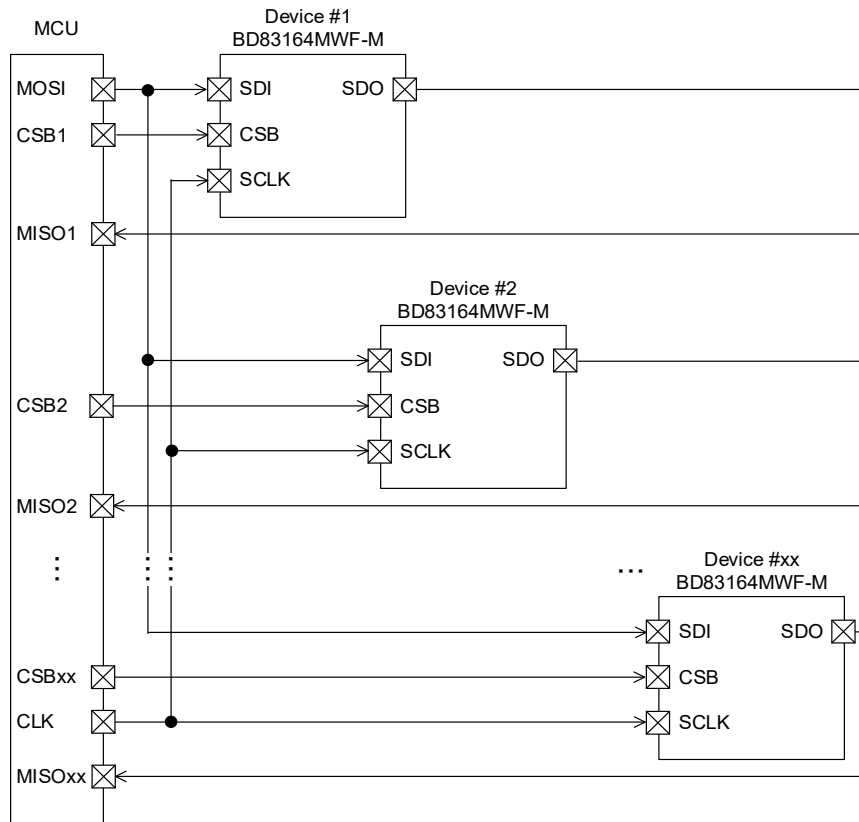 MCU
Device #1
BD83164MWF-M
MOSI
SDI
SDO
CSB1
CSB
SCLK
MISO1
Device #2
BD83164MWF-M
SDI
SDO
CSB2
CSB
SCLK
MISO2
Device #xx
BD83164MWF-M
SDI
SDO
CSBxx
CSB
CLK
SCLK
MISOxx